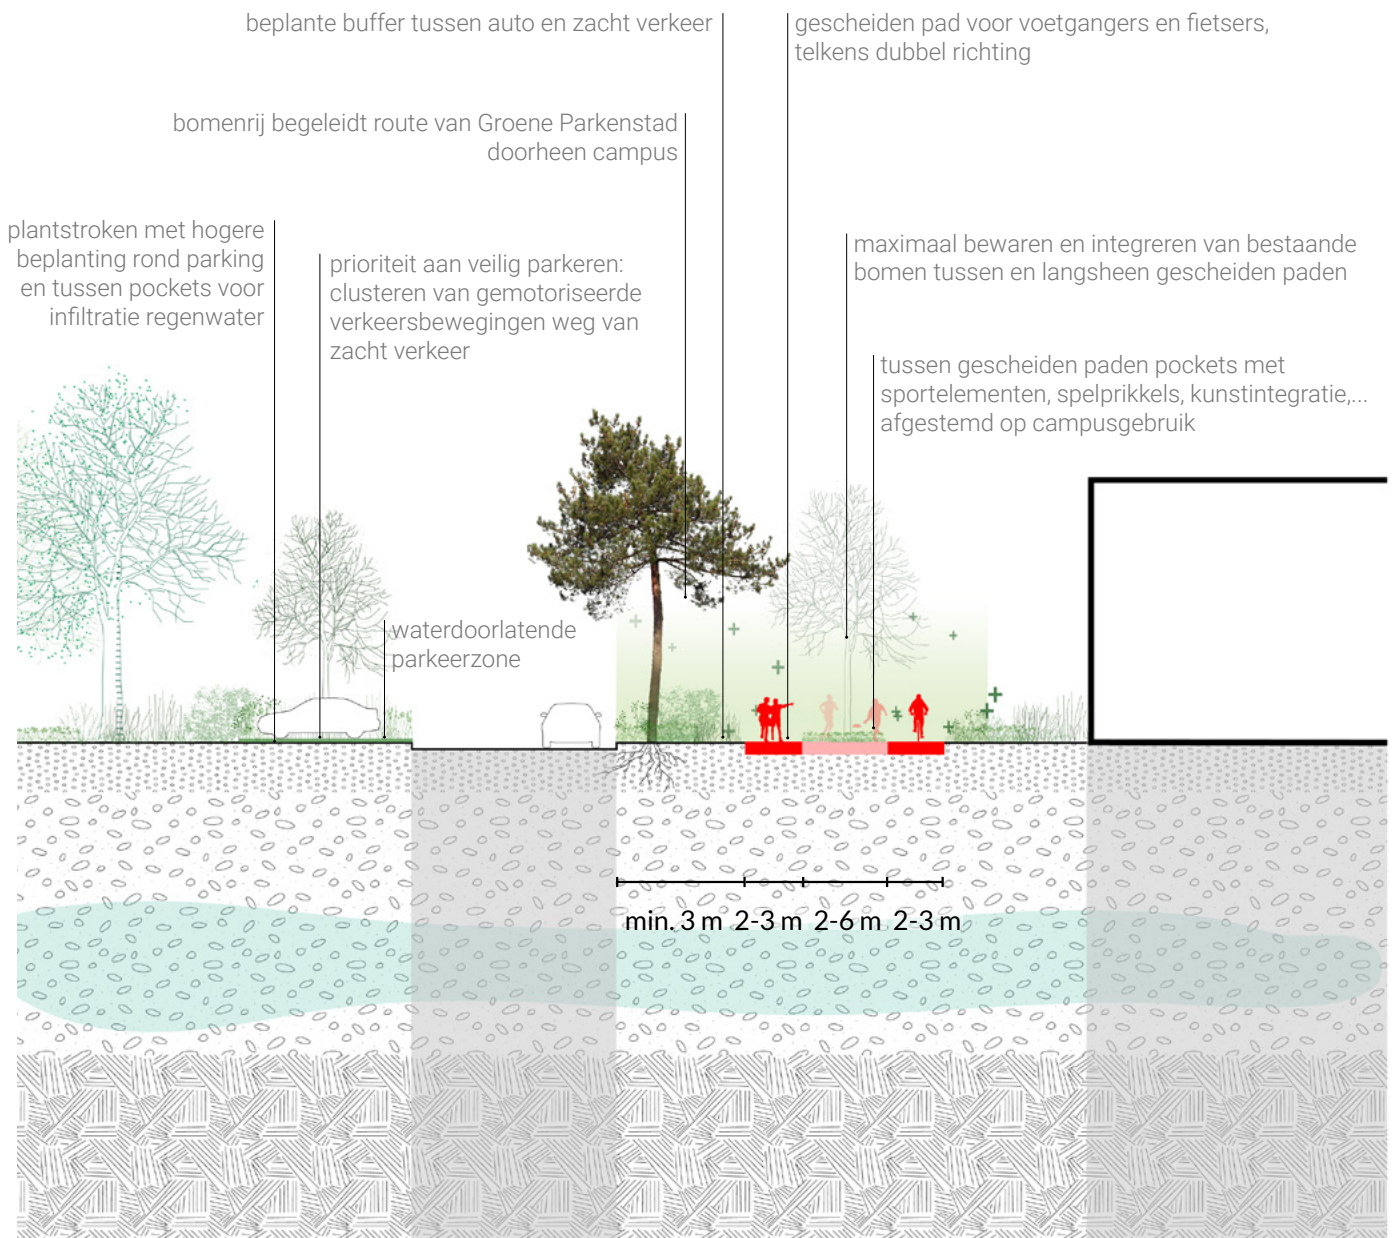 beplante buffer tussen auto en zacht verkeer
gescheiden pad voor voetgangers en fietsers,
telkens dubbel richting
bomenrij begeleidt route van Groene Parkenstad
doorheen campus
plantstroken met hogere
beplanting rond parking
en tussen pockets voor
infiltratie regenwater
prioriteit aan veilig parkeren:
clusteren van gemotoriseerde
verkeersbewegingen weg van
zacht verkeer
maximaal bewaren en integreren van bestaande
bomen tussen en langsheen gescheiden paden
tussen gescheiden paden pockets met
sportelementen, spelprikkels, kunstintegratie,...
afgestemd op campusgebruik
waterdoorlatende
parkeerzone
min. 3 m 2-3 m 2-6 m 2-3 m